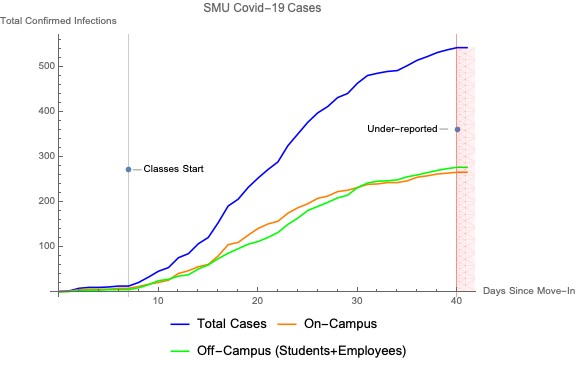 SMU Covid-19 Cases
Total Confirmed Infections
500
400
Under-reported
300
Classes Start
200
100
10
20
30
40
Days Since Move-In
Total Cases
On-Campus
Off-Campus (Students+Employees)